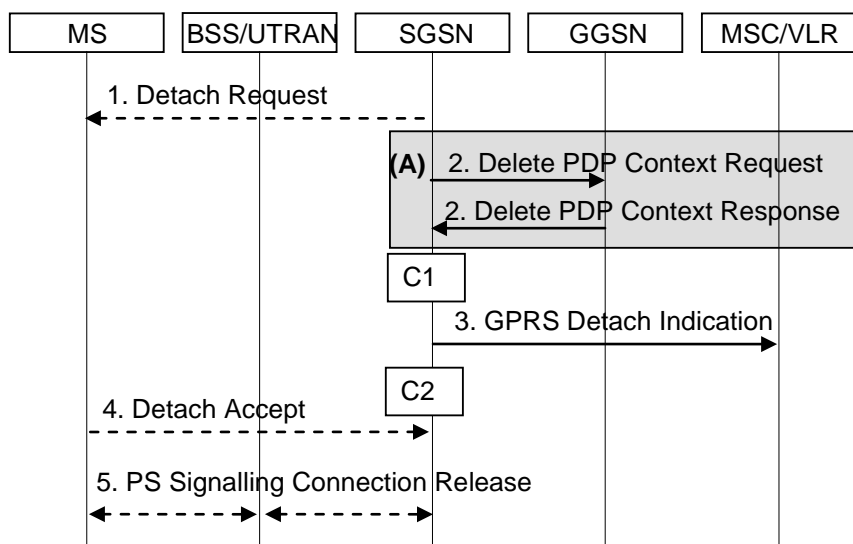 MS BSS/UTRAN SGSN GGSN MSC/VLR
1. Detach Request
(A) 2. Delete PDP Context Request
2. Delete PDP Context Response
C1
3. GPRS Detach Indication
C2
4. Detach Accept
5. PS Signalling Connection Release